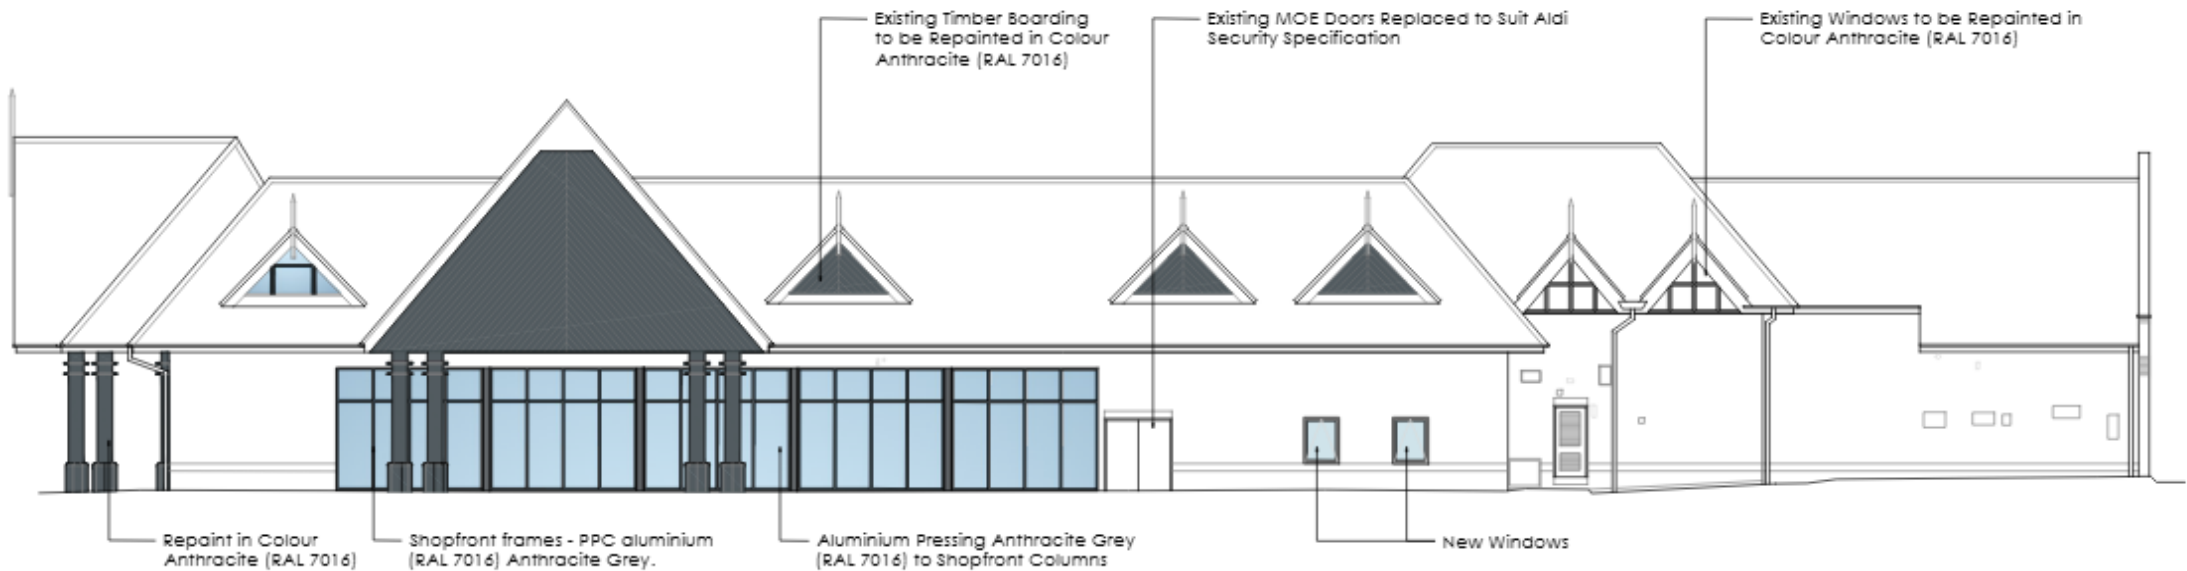 Existing Timber Boarding
to be Repainted in Colour
Anthracite (RAL 7016)
Existing MOE Doors Replaced to Suit Aldi
Security Specification
Existing Windows to be Repainted in
Colour Anthracite (RAL 7016)
Repaint in Colour
Anthracite (RAL 7016)
Shopfront frames - PPC aluminium
(RAL 7016) Anthracite Grey.
Aluminium Pressing Anthracite Grey
(RAL 7016) to Shopfront Columns
New Windows